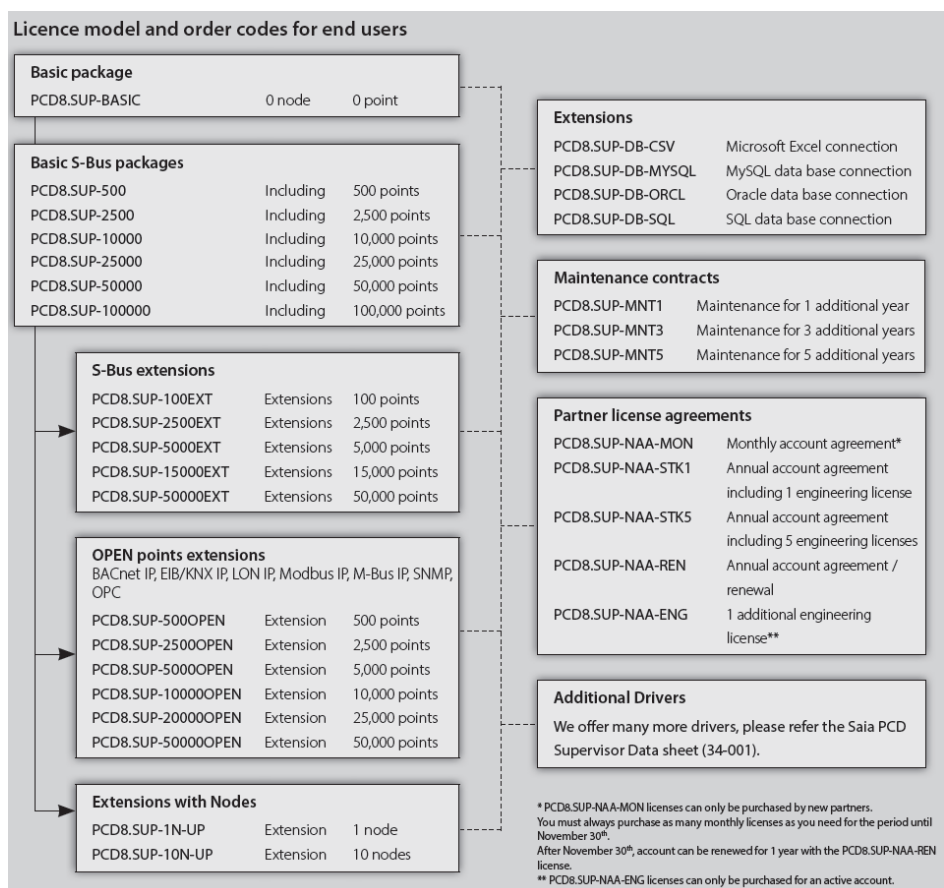 Licence model and order codes for end users
Basic package
PCD8.SUP-BASIC 0 node 0 point
Basic S-Bus packages
PCD8.SUP-500 Including 500 points
PCD8.SUP-2500 Including 2,500 points
PCD8.SUP-10000 Including 10,000 points
PCD8.SUP-25000 Including 25,000 points
PCD8.SUP-50000 Including 50,000 points
PCD8.SUP-100000 Including 100,000 points
S-Bus extensions
PCD8.SUP-100EXT Extensions 100 points
PCD8.SUP-2500EXT Extensions 2,500 points
PCD8.SUP-5000EXT Extensions 5,000 points
PCD8.SUP-15000EXT Extensions 15,000 points
PCD8.SUP-50000EXT Extensions 50,000 points
OPEN points extensions
BACnet IP, EIB/KNX IP, LON IP, Modbus IP, M-Bus IP, SNMP,
OPC
PCD8.SUP-500OPEN Extension 500 points
PCD8.SUP-2500OPEN Extension 2,500 points
PCD8.SUP-5000OPEN Extension 5,000 points
PCD8.SUP-10000OPEN Extension 10,000 points
PCD8.SUP-20000OPEN Extension 25,000 points
PCD8.SUP-50000OPEN Extension 50,000 points
Extensions with Nodes
PCD8.SUP-1N-UP Extension 1 node
PCD8.SUP-10N-UP Extension 10 nodes
Extensions
PCD8.SUP-DB-CSV Microsoft Excel connection
PCD8.SUP-DB-MYSQL MySQL data base connection
PCD8.SUP-DB-ORCL Oracle data base connection
PCD8.SUP-DB-SQL SQL data base connection
Maintenance contracts
PCD8.SUP-MNT1 Maintenance for 1 additional year
PCD8.SUP-MNT3 Maintenance for 3 additional years
PCD8.SUP-MNT5 Maintenance for 5 additional years
Partner license agreements
PCD8.SUP-NAA-MON Monthly account agreement*
PCD8.SUP-NAA-STK1 Annual account agreement
including 1 engineering license
PCD8.SUP-NAA-STK5 Annual account agreement
including 5 engineering licenses
PCD8.SUP-NAA-REN Annual account agreement /
renewal
PCD8.SUP-NAA-ENG 1 additional engineering
license**
Additional Drivers
We offer many more drivers, please refer the Saia PCD
Supervisor Data sheet (34-001).
* PCD8.SUP-NAA-MON licenses can only be purchased by new partners.
You must always purchase as many monthly licenses as you need for the period until
November 30th.
After November 30th, account can be renewed for 1 year with the PCD8.SUP-NAA-REN
license.
** PCD8.SUP-NAA-ENG licenses can only be purchased for an active account.